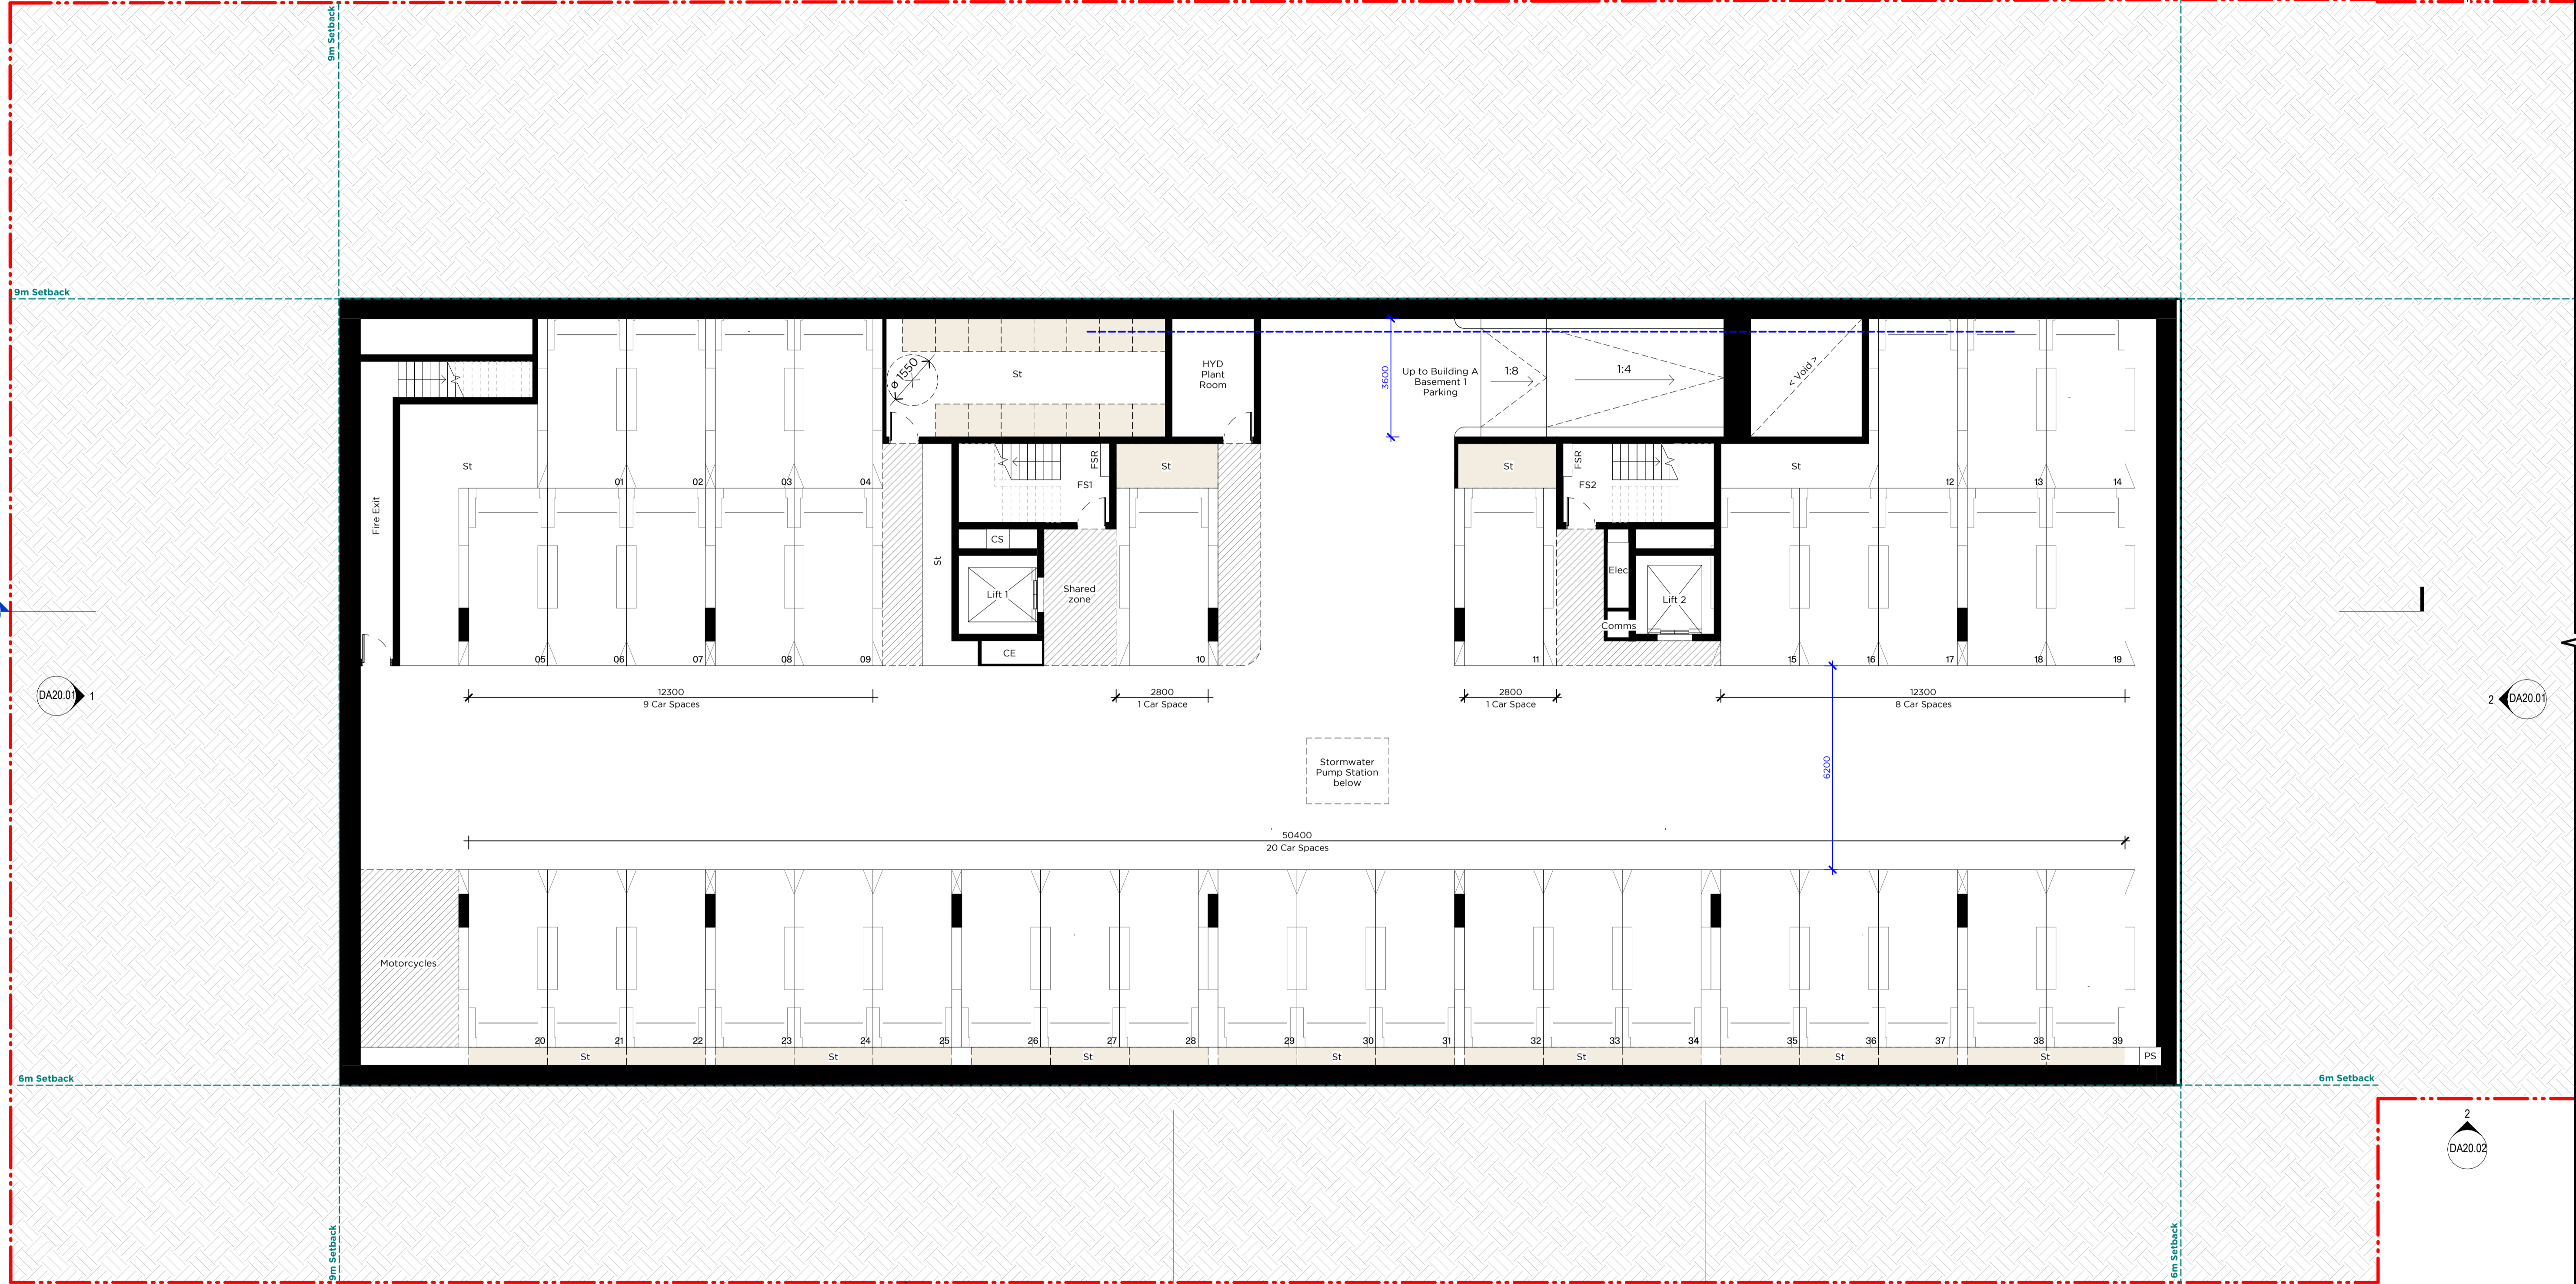 9m Setback
9m Setback
⌀ 1550
St
HYD
Plant
Room
3600
Up to Building A
Basement 1
Parking
1:8
1:4
< Void >
St
01
02
03
04
Fire Exit
FSR
FS1
St
St
FSR
FS2
St
12
13
14
St
CS
Lift 1
Shared
zone
CE
Elec
Lift 2
Comms
05
06
07
08
09
10
11
15
16
17
18
19
DA20.01
1
12300
9 Car Spaces
2800
1 Car Space
2800
1 Car Space
12300
8 Car Spaces
2
DA20.01
Stormwater
Pump Station
below
6200
50400
20 Car Spaces
Motorcycles
20
21
22
23
24
25
26
27
28
29
30
31
32
33
34
35
36
37
38
39
St
St
St
St
St
St
St
PS
6m Setback
6m Setback
2
DA20.02
9m Setback
6m Setback